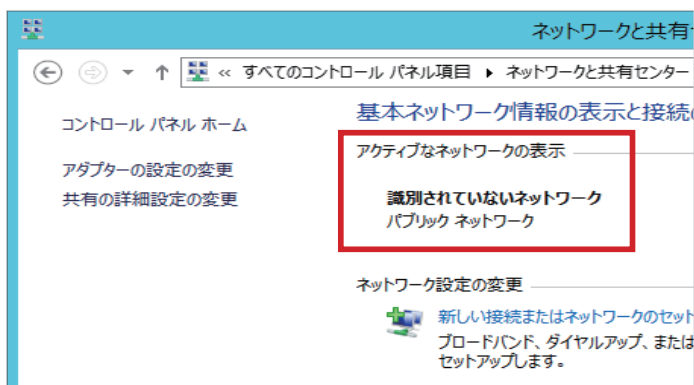 ネットワークと共有
« すべてのコントロール パネル項目 ▸ ネットワークと共有センター
コントロール パネル ホーム
アダプターの設定の変更
共有の詳細設定の変更
基本ネットワーク情報の表示と接続
アクティブなネットワークの表示
識別されていないネットワーク
パブリック ネットワーク
ネットワーク設定の変更
新しい接続またはネットワークのセット
ブロードバンド、ダイヤルアップ、または
セットアップします。